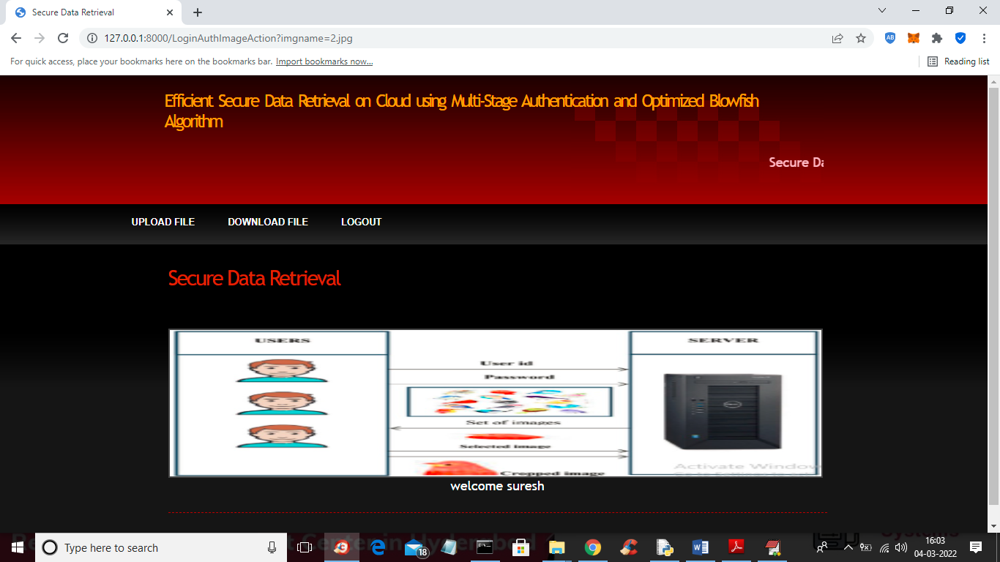 Secure Data Retrieval
127.0.0.1:8000/LoginAuthImageAction?imgname=2.jpg
For quick access, place your bookmarks here on the bookmarks bar. Import bookmarks now...
Reading list
Efficient Secure Data Retrieval on Cloud using Multi-Stage Authentication and Optimized Blowfish
Algorithm
Secure Da
UPLOAD FILE DOWNLOAD FILE LOGOUT
Secure Data Retrieval
USERS
SERVER
User id
Password
Set of images
Selected image
Cropped image
Activate Window
welcome suresh
Type here to search
18
16:03
04-03-2022